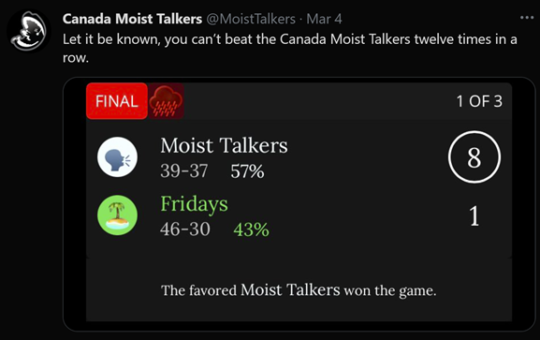 Canada Moist Talkers @MoistTalkers · Mar 4
Let it be known, you can't beat the Canada Moist Talkers twelve times in a
row.
FINAL 1 OF 3
Moist Talkers 8
39-37 57%
Fridays 1
46-30 43%
The favored Moist Talkers won the game.